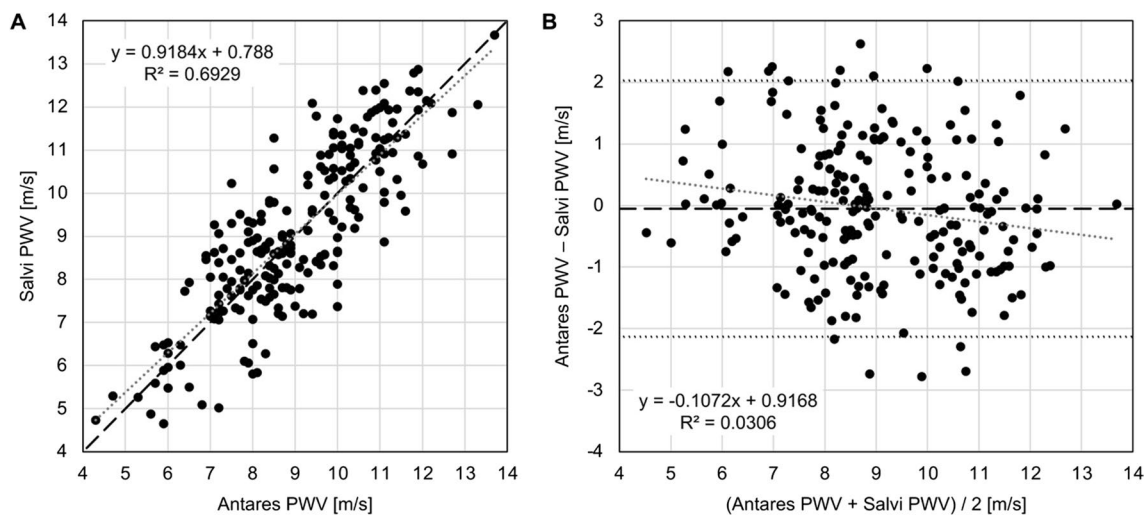 A
y = 0.9184x + 0.788
R² = 0.6929
Salvi PWV [m/s]
14
13
12
11
10
9
8
7
6
5
4
4 5 6 7 8 9 10 11 12 13 14
Antares PWV [m/s]
B
Antares PWV – Salvi PWV [m/s]
3
2
1
0
-1
-2
-3
-4
y = -0.1072x + 0.9168
R² = 0.0306
4 5 6 7 8 9 10 11 12 13 14
(Antares PWV + Salvi PWV) / 2 [m/s]